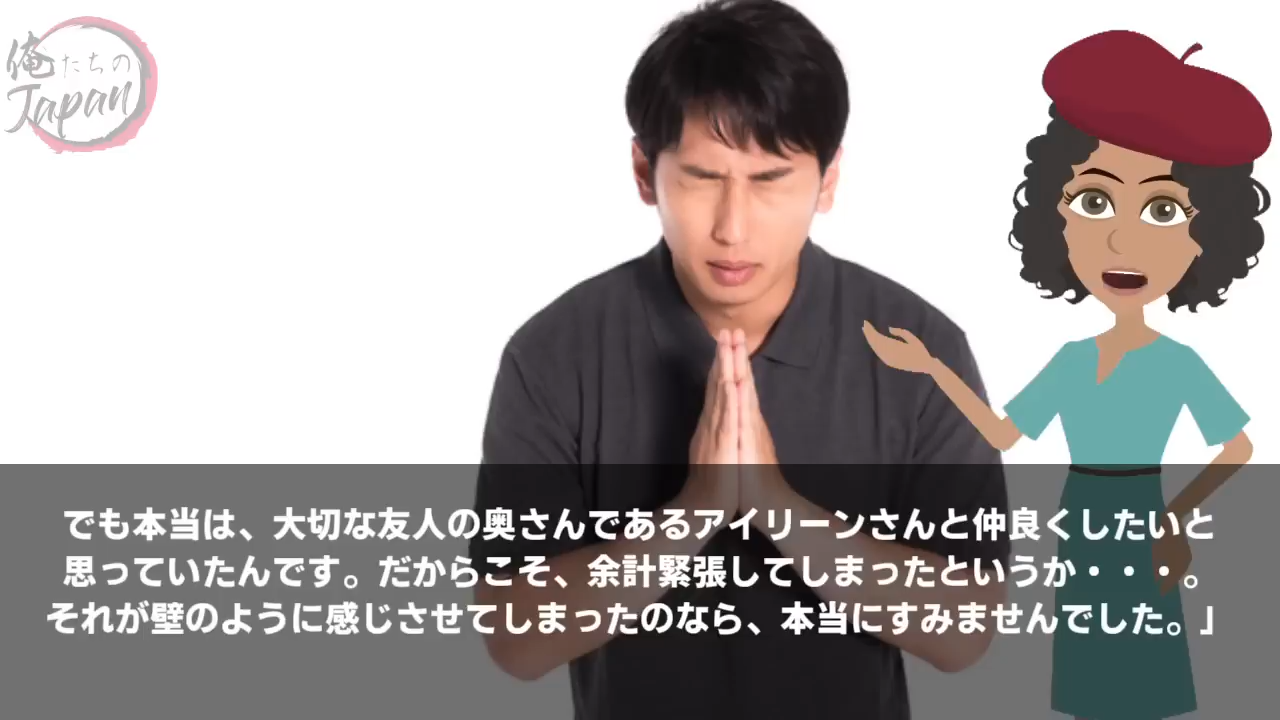 俺たちの
Japan
でも本当は、大切な友人の奥さんであるアイリーンさんと仲良くしたいと
思っていたんです。だからこそ、余計緊張してしまったというか・・・。
それが壁のように感じさせてしまったのなら、本当にすみませんでした。」